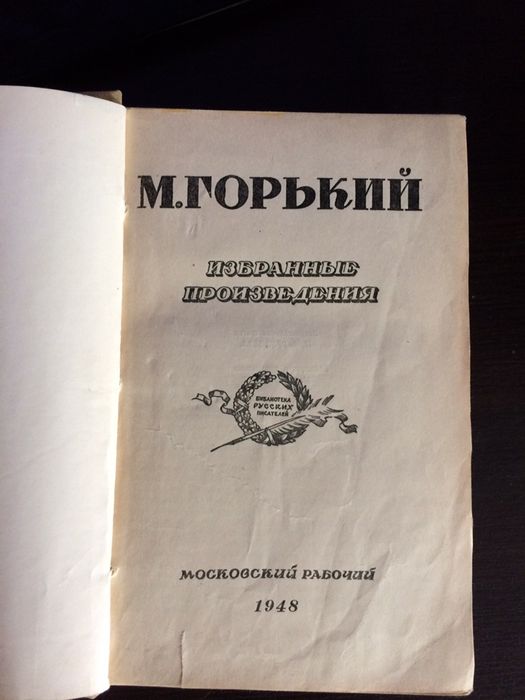 М.ГОРЬКИЙ
ИЗБРАННЫЕ
ПРОИЗВЕДЕНИЯ
БИБЛИОТЕКА
РУССКИХ
ПИСАТЕЛЕЙ
МОСКОВСКИЙ РАБОЧИЙ
1948